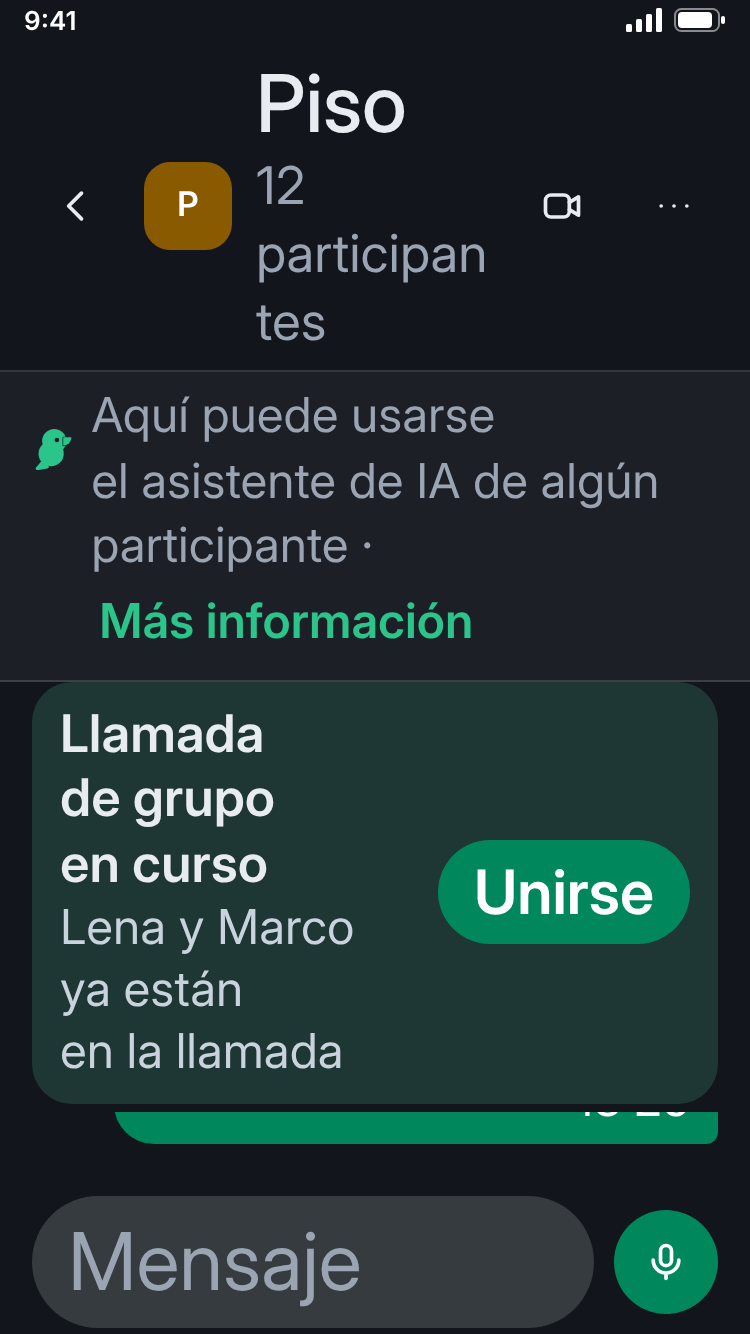 9:41
Piso
P
12
participan
tes
Aquí puede usarse
el asistente de IA de algún
participante ·
Más información
Llamada
de grupo
en curso
Lena y Marco
ya están
en la llamada
Unirse
Mensaje